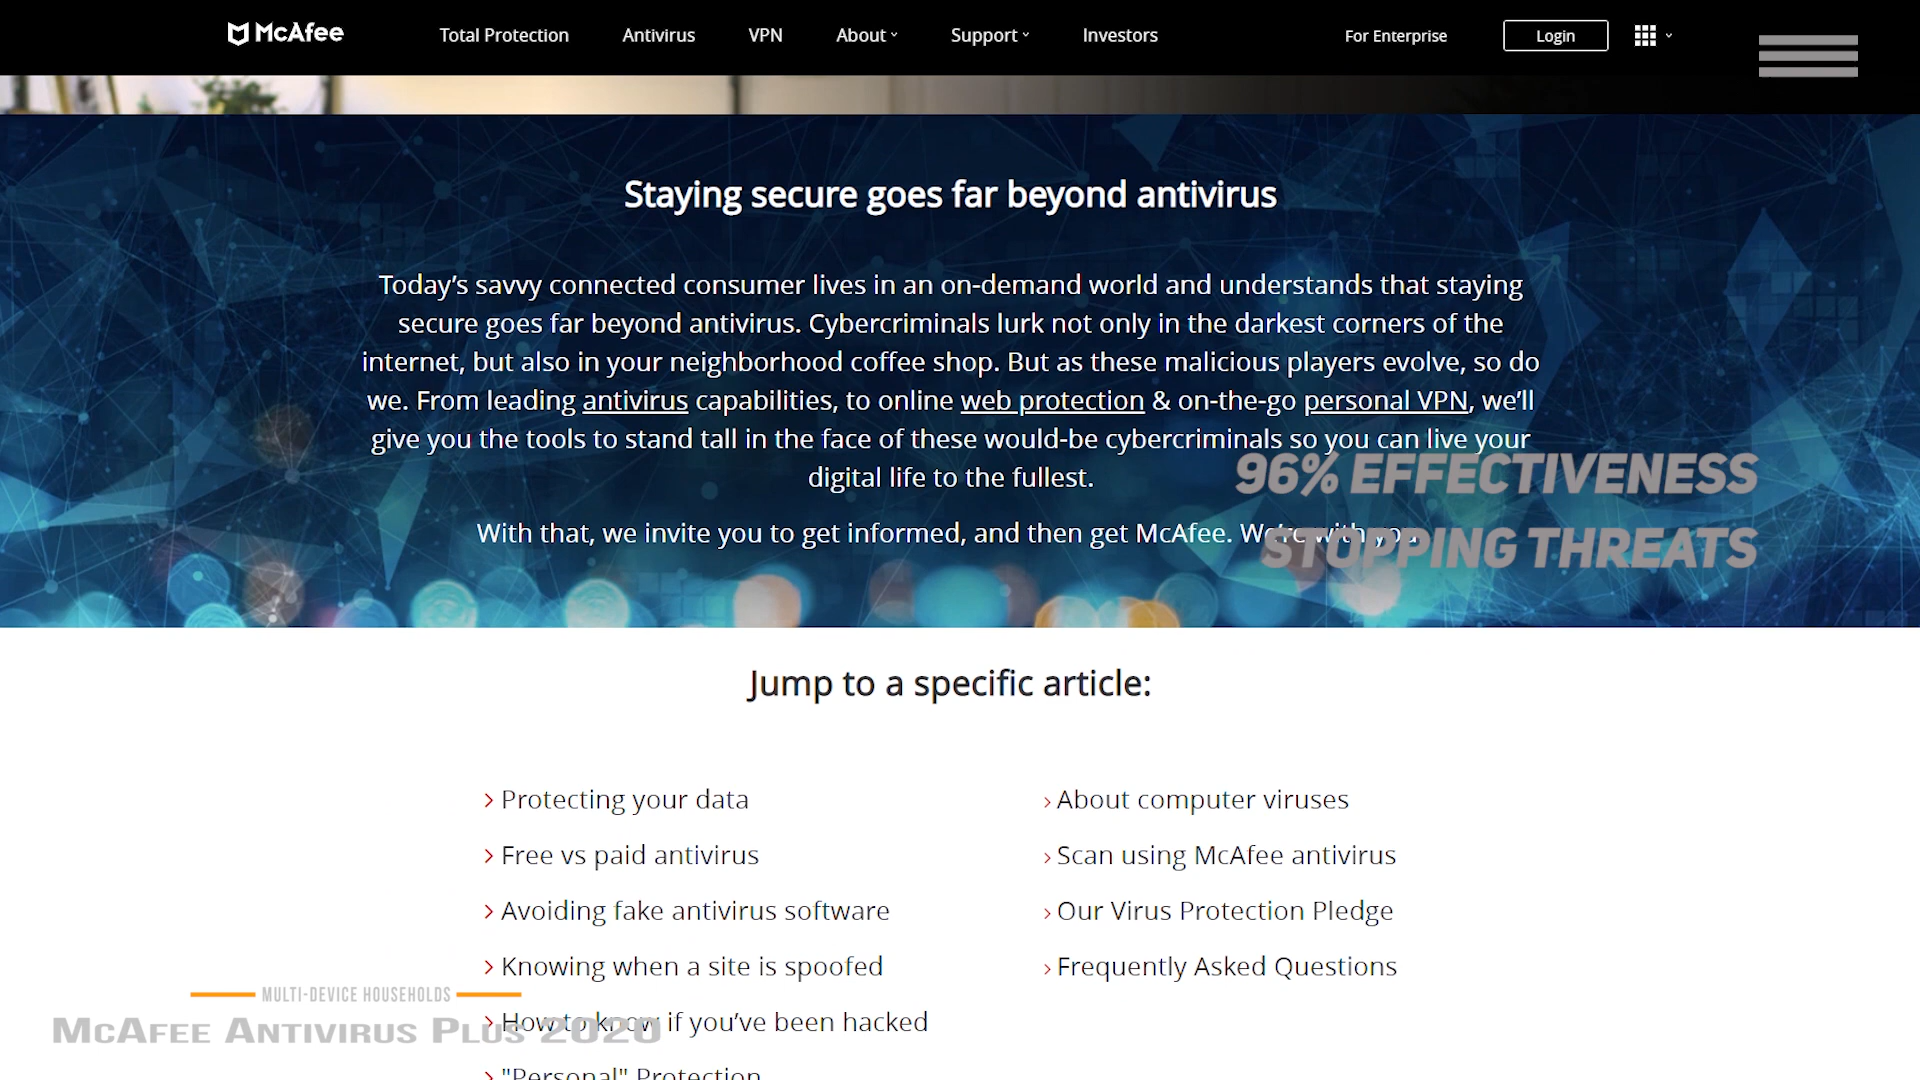 McAfee
Total Protection
Antivirus
VPN
About
Support
Investors
For Enterprise
Login
Staying secure goes far beyond antivirus
Today’s savvy connected consumer lives in an on-demand world and understands that staying
secure goes far beyond antivirus. Cybercriminals lurk not only in the darkest corners of the
internet, but also in your neighborhood coffee shop. But as these malicious players evolve, so do
we. From leading antivirus capabilities, to online web protection & on-the-go personal VPN, we’ll
give you the tools to stand tall in the face of these would-be cybercriminals so you can live your
digital life to the fullest.
With that, we invite you to get informed, and then get McAfee. We’re with you.
96% EFFECTIVENESS
STOPPING THREATS
Jump to a specific article:
Protecting your data
Free vs paid antivirus
Avoiding fake antivirus software
Knowing when a site is spoofed
How to know if you’ve been hacked
"Personal" Protection
About computer viruses
Scan using McAfee antivirus
Our Virus Protection Pledge
Frequently Asked Questions
MULTI-DEVICE HOUSEHOLDS
MCAFEE ANTIVIRUS PLUS 2020